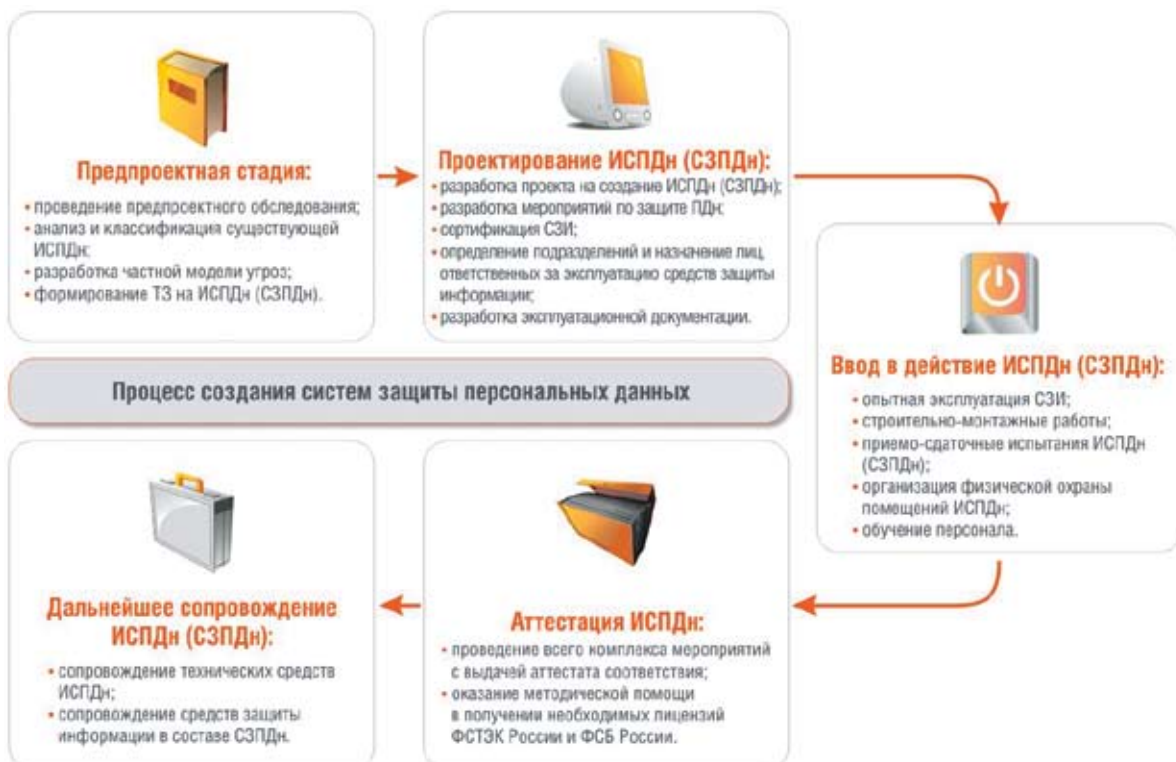 Предпроектная стадия:
• проведение предпроектного обследования;
• анализ и классификация существующей
ИСПДн;
• разработка частной модели угроз;
• формирование ТЗ на ИСПДн (СЗПДн).
Проектирование ИСПДн (СЗПДн):
• разработка проекта на создание ИСПДн (СЗПДн);
• разработка мероприятий по защите ПДн;
• сертификация СЗИ;
• определение подразделений и назначение лиц,
ответственных за эксплуатацию средств защиты
информации;
• разработка эксплуатационной документации.
Ввод в действие ИСПДн (СЗПДн):
• опытная эксплуатация СЗИ;
• строительно-монтажные работы;
• приемо-сдаточные испытания ИСПДн
(СЗПДн);
• организация физической охраны
помещений ИСПДн;
• обучение персонала.
Процесс создания систем защиты персональных данных
Дальнейшее сопровождение
ИСПДн (СЗПДн):
• сопровождение технических средств
ИСПДн;
• сопровождение средств защиты
информации в составе СЗПДн.
Аттестация ИСПДн:
• проведение всего комплекса мероприятий
с выдачей аттестата соответствия;
• оказание методической помощи
в получении необходимых лицензий
ФСТЭК России и ФСБ России.